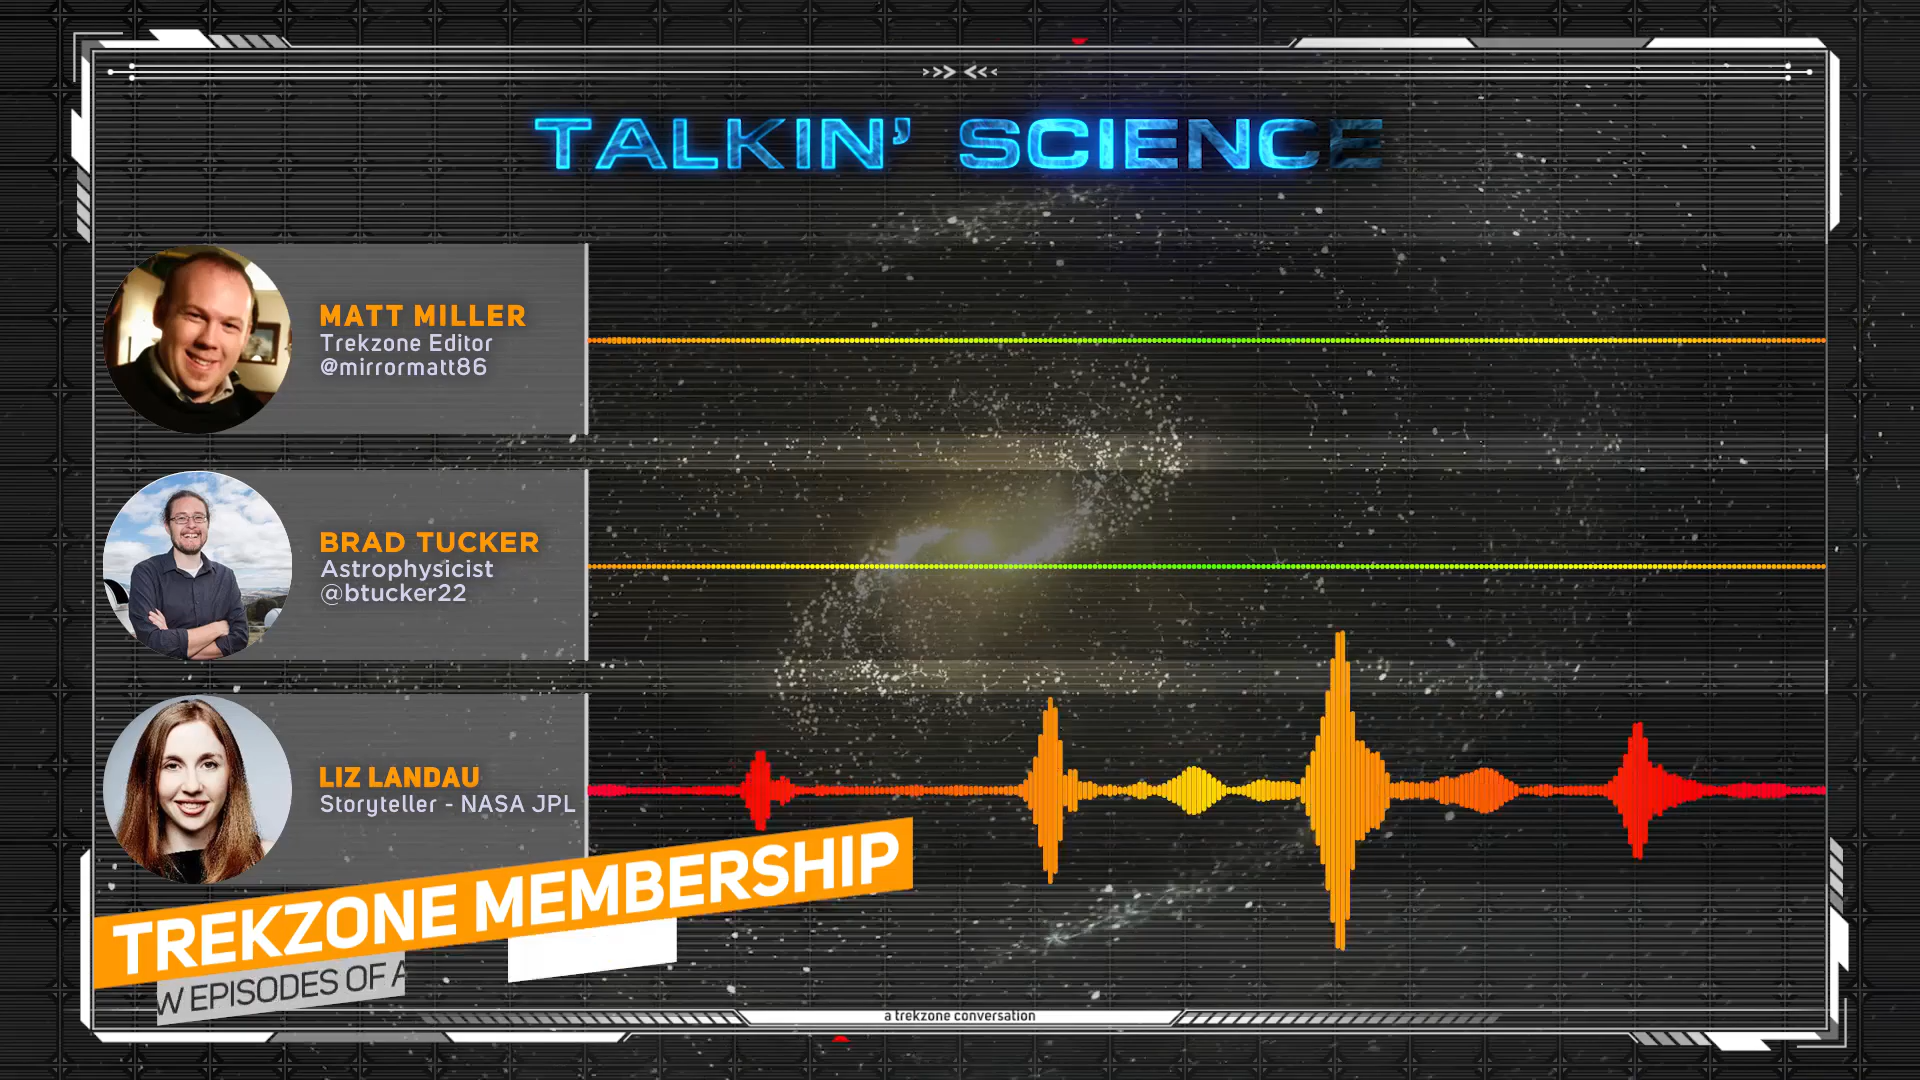 TALKIN' SCIENCE
MATT MILLER
Trekzone Editor
@mirrormatt86
BRAD TUCKER
Astrophysicist
@btucker22
LIZ LANDAU
Storyteller - NASA JPL
TREKZONE MEMBERSHIP
W EPISODES OF A
a trekzone conversation